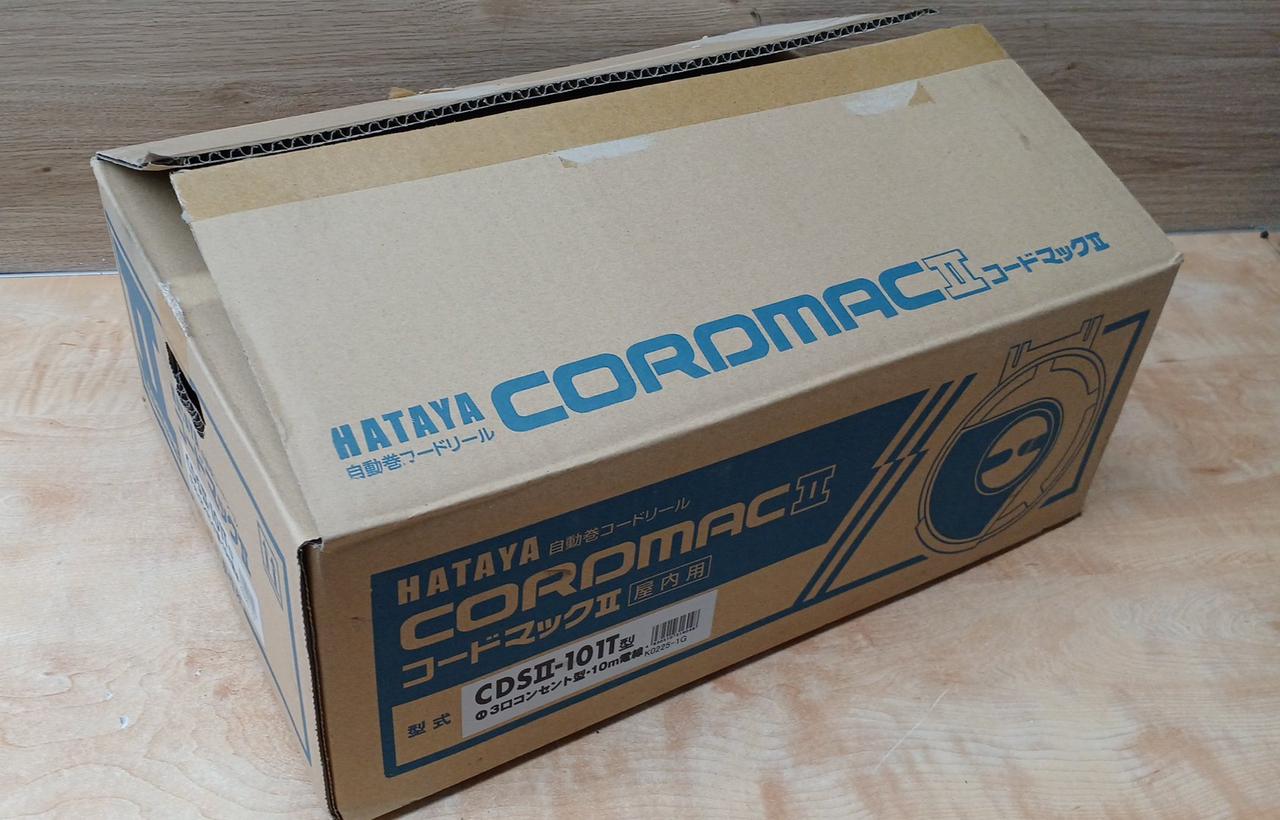 HATAYA CORDMACⅡ コードマックⅡ
自動巻コードリール
HATAYA 自動巻コードリール
CORDMACⅡ
コードマックⅡ 屋内用
型式 CDSⅡ-101T型
3口コンセント型・10m電線 K0225-1G